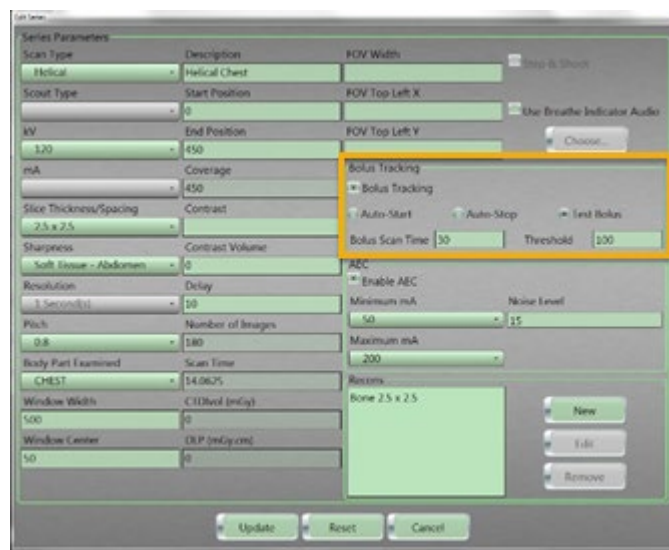 Edit Series
Series Parameters
Scan Type
Helical
Scout Type
kV
120
mA
Slice Thickness/Spacing
2.5 x 2.5
Sharpness
Soft Tissue - Abdomen
Resolution
1 Second(s)
Pitch
0.8
Body Part Examined
CHEST
Window Width
500
Window Center
50
Description
Helical Chest
Start Position
0
End Position
450
Coverage
450
Contrast
Contrast Volume
0
Delay
10
Number of Images
180
Scan Time
14.0625
CTDIvol (mGy)
0
DLP (mGy.cm)
0
FOV Width
FOV Top Left X
FOV Top Left Y
Stop & Shoot
Use Breathe Indicator Audio
Choose...
Bolus Tracking
Bolus Tracking
Auto-Start Auto-Stop Test Bolus
Bolus Scan Time 30 Threshold 100
AEC
Enable AEC
Minimum mA Noise Level
50 15
Maximum mA
200
Recons
Bone 2.5 x 2.5
New
Edit
Remove
Update Reset Cancel